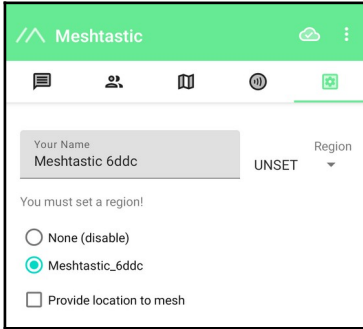 Meshtastic
Your Name
Meshtastic 6ddc
UNSET
Region
You must set a region!
None (disable)
Meshtastic_6ddc
Provide location to mesh